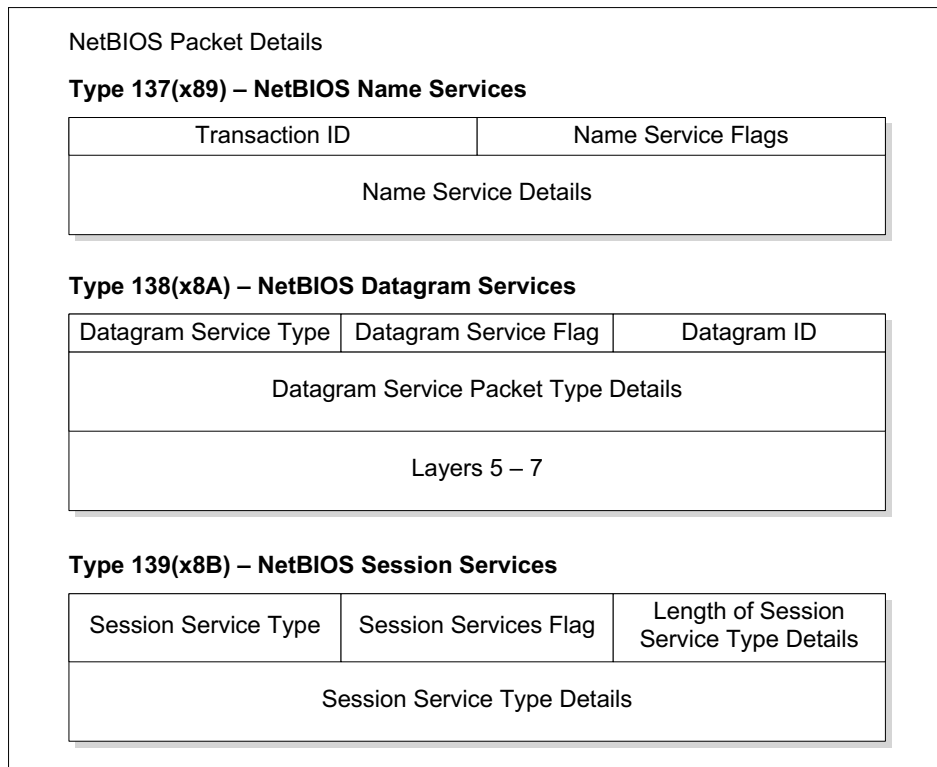 NetBIOS Packet Details
Type 137(x89) – NetBIOS Name Services
Transaction ID
Name Service Flags
Name Service Details
Type 138(x8A) – NetBIOS Datagram Services
Datagram Service Type
Datagram Service Flag
Datagram ID
Datagram Service Packet Type Details
Layers 5 – 7
Type 139(x8B) – NetBIOS Session Services
Session Service Type
Session Services Flag
Length of Session
Service Type Details
Session Service Type Details